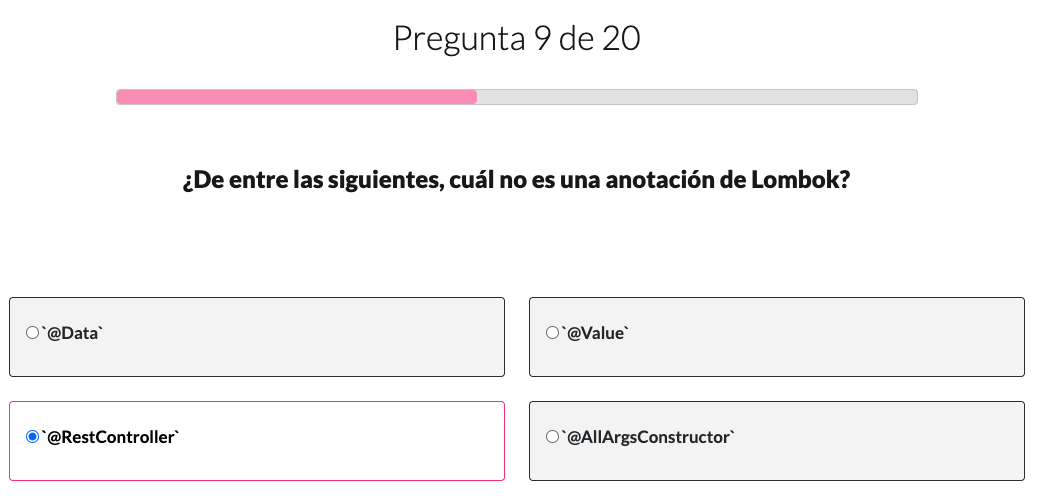 Pregunta 9 de 20
¿De entre las siguientes, cuál no es una anotación de Lombok?
`@Data`
`@Value`
`@RestController`
`@AllArgsConstructor`